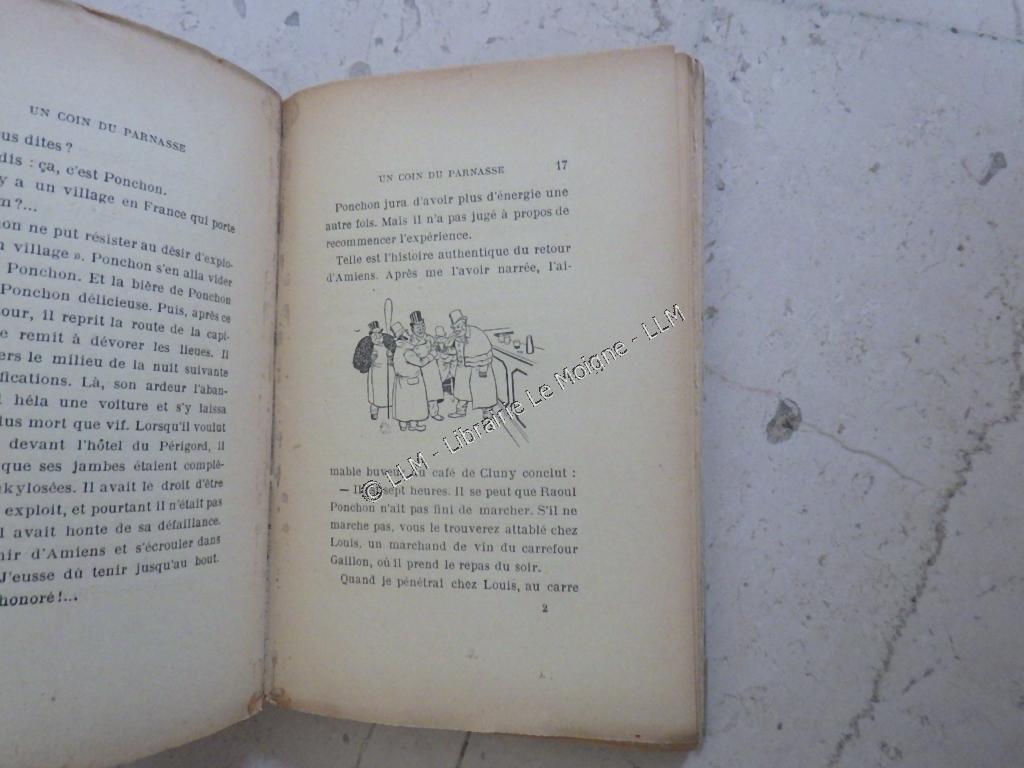 UN COIN DU PARNASSE
us dites ?
dis : ça, c'est Ponchon.
y a un village en France qui porte
m ?...
on ne put résister au désir d'explo-
n village ». Ponchon s'en alla vider
Ponchon. Et la bière de Ponchon
Ponchon délicieuse. Puis, après ce
our, il reprit la route de la capi-
e remit à dévorer les lieues. Il
ers le milieu de la nuit suivante
ifications. Là, son ardeur l'aban-
l héla une voiture et s'y laissa
lus mort que vif. Lorsqu'il voulut
devant l'hôtel du Périgord, il
que ses jambes étaient complè-
nkylosées. Il avait le droit d'être
exploit, et pourtant il n'était pas
l avait honte de sa défaillance.
nir d'Amiens et s'écrouler dans
J'eusse dû tenir jusqu'au bout.
honoré !...
UN COIN DU PARNASSE 17
Ponchon jura d'avoir plus d'énergie une
autre fois. Mais il n'a pas jugé à propos de
recommencer l'expérience.
Telle est l'histoire authentique du retour
d'Amiens. Après me l'avoir narrée, l'ai-
mable buveur du café de Cluny conclut :
— Il est sept heures. Il se peut que Raoul
Ponchon n'ait pas fini de marcher. S'il ne
marche pas, vous le trouverez attablé chez
Louis, un marchand de vin du carrefour
Gaillon, où il prend le repas du soir.
Quand je pénétrai chez Louis, au carre
2
© LLM - Librairie Le Moigne - LLM